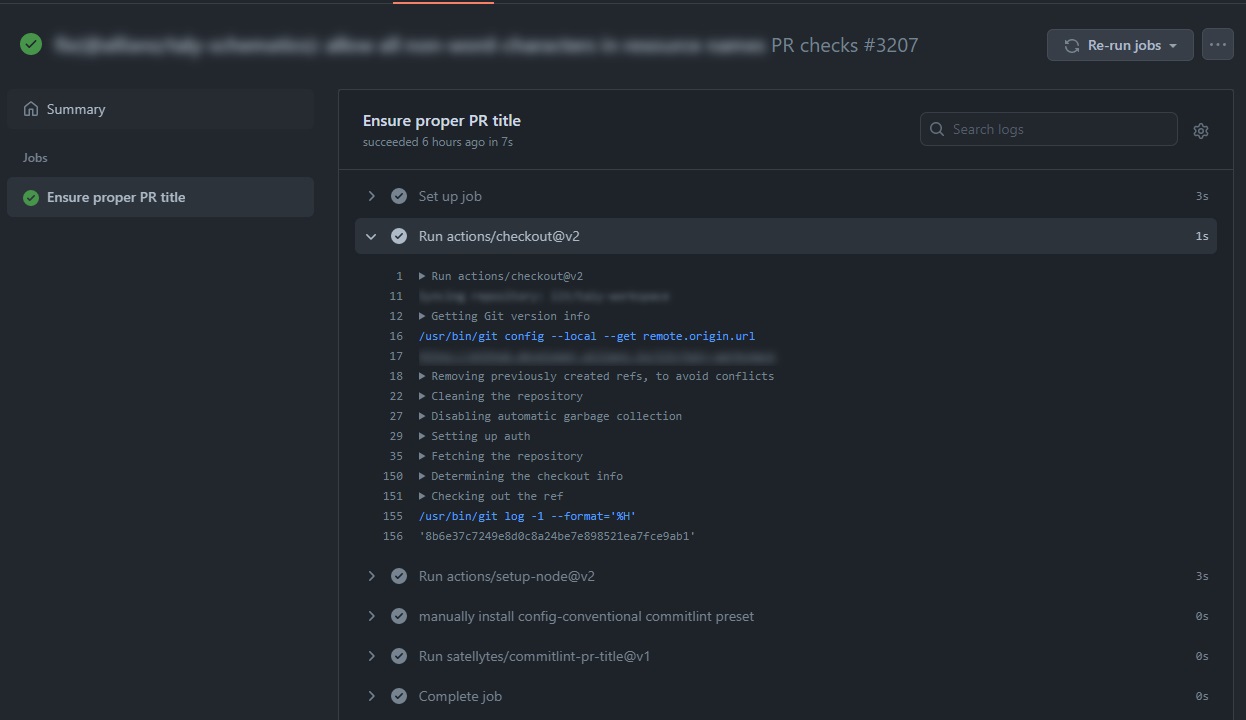 PR checks #3207
Re-run jobs
Summary
Jobs
Ensure proper PR title
Ensure proper PR title
succeeded 6 hours ago in 7s
Search logs
Set up job 3s
Run actions/checkout@v2 1s
1 Run actions/checkout@v2
11
12 Getting Git version info
16 /usr/bin/git config --local --get remote.origin.url
17
18 Removing previously created refs, to avoid conflicts
22 Cleaning the repository
27 Disabling automatic garbage collection
29 Setting up auth
35 Fetching the repository
150 Determining the checkout info
151 Checking out the ref
155 /usr/bin/git log -1 --format='%H'
156 '8b6e37c7249e8d0c8a24be7e898521ea7fce9ab1'
Run actions/setup-node@v2 3s
manually install config-conventional commitlint preset 0s
Run satellytes/commitlint-pr-title@v1 0s
Complete job 0s